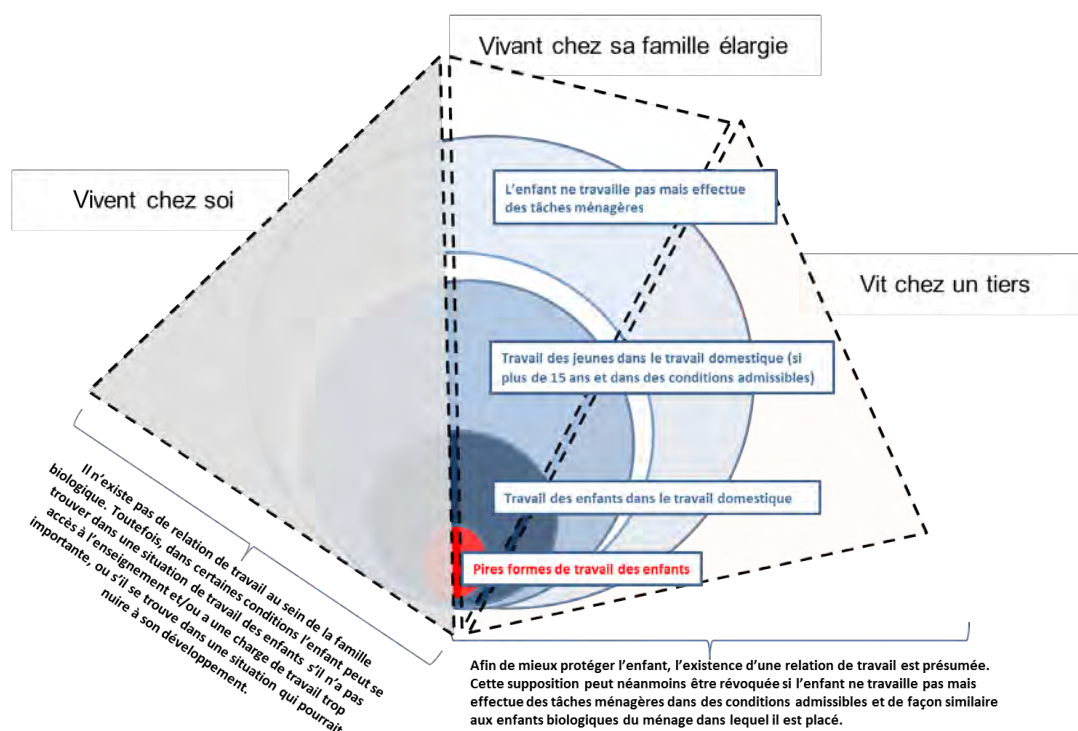 Vivant chez sa famille élargie
Vivent chez soi
L'enfant ne travaille pas mais effectue
des tâches ménagères
Vit chez un tiers
Travail des jeunes dans le travail domestique (si
plus de 15 ans et dans des conditions admissibles)
Travail des enfants dans le travail domestique
Pires formes de travail des enfants
Il n'existe pas de relation de travail au sein de la famille
biologique. Toutefois, dans certaines conditions l'enfant peut se
trouver dans une situation de travail des enfants s'il n'a pas
accès à l'enseignement et/ou a une charge de travail trop
importante, ou s'il se trouve dans une situation qui pourrait
nuire à son développement.
Afin de mieux protéger l'enfant, l'existence d'une relation de travail est présumée.
Cette supposition peut néanmoins être révoquée si l'enfant ne travaille pas mais
effectue des tâches ménagères dans des conditions admissibles et de façon similaire
aux enfants biologiques du ménage dans lequel il est placé.